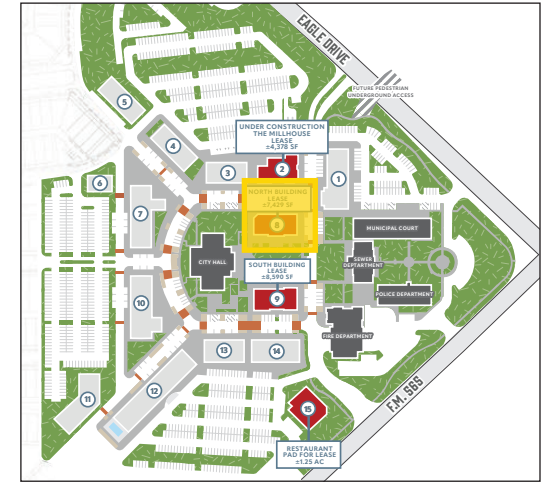 EAGLE DRIVE
FUTURE PEDESTRIAN
UNDERGROUND ACCESS
5
UNDER CONSTRUCTION
THE MILLHOUSE
LEASE
±4,378 SF
4
3
2
1
6
NORTH BUILDING
LEASE
±7,429 SF
7
8
MUNICIPAL COURT
CITY HALL
SEWER
DEPARTMENT
SOUTH BUILDING
LEASE
±8,590 SF
POLICE DEPARTMENT
9
10
FIRE DEPARTMENT
13
14
12
11
15
F.M. 565
RESTAURANT
PAD FOR LEASE
±1.25 AC